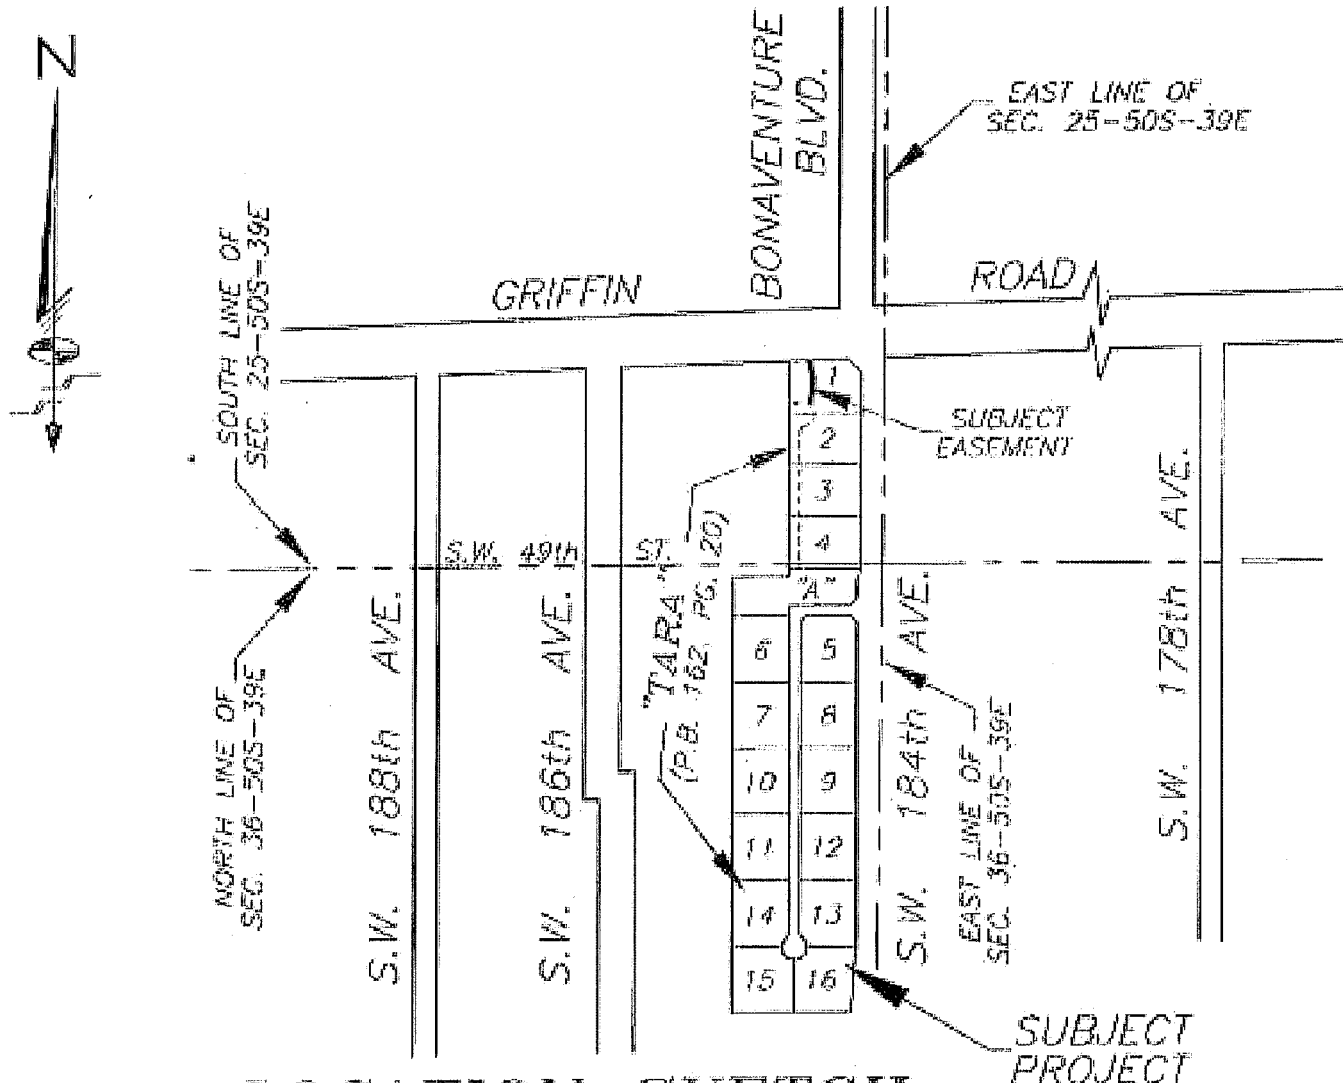 N
BONAVENTURE
BLVD.
EAST LINE OF
SEC. 25-50S-39E
SOUTH LINE OF
SEC. 25-50S-39E
GRIFFIN
ROAD
1
SUBJECT
EASEMENT
2
3
4
S.W. 49th ST.
"A"
"TARA"
(P.B. 162, PG. 20)
6
5
7
8
10
9
11
12
14
13
15
16
NORTH LINE OF
SEC. 36-50S-39E
S.W. 188th AVE.
S.W. 186th AVE.
S.W. 184th AVE.
EAST LINE OF
SEC. 36-50S-39E
S.W. 178th AVE.
SUBJECT
PROJECT